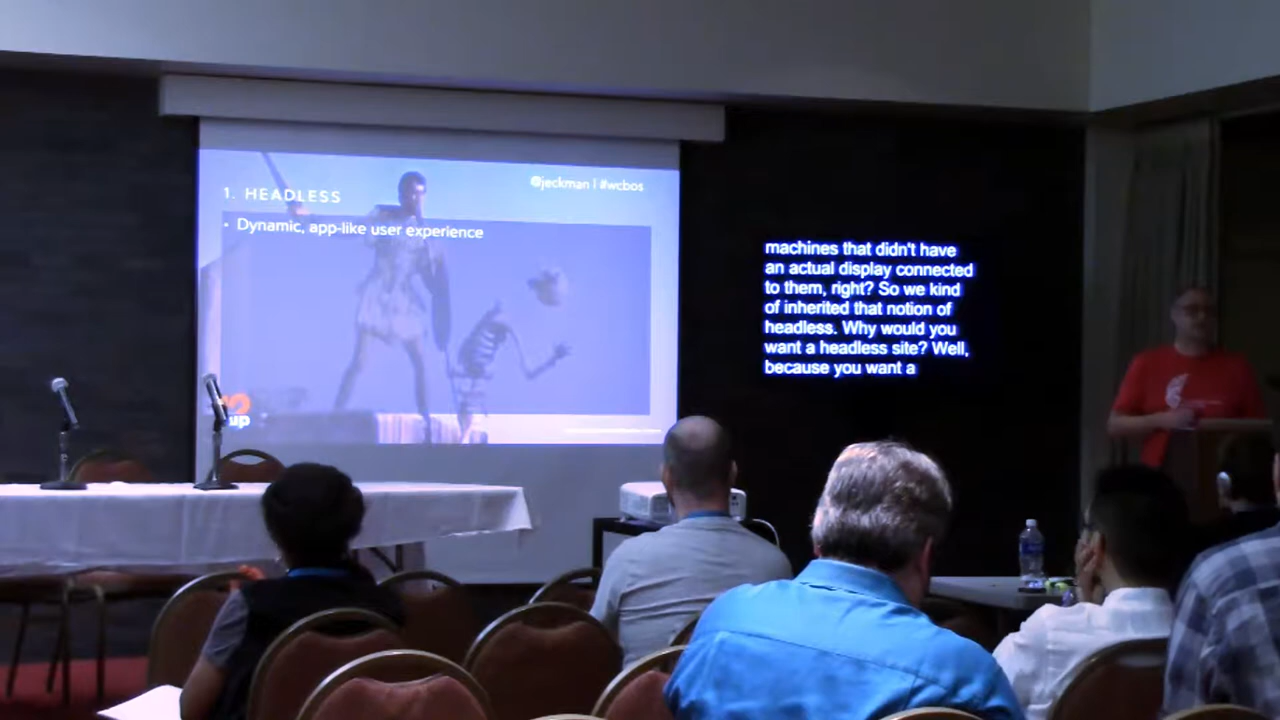 @jeckman | #wcbos
1. HEADLESS
• Dynamic, app-like user experience
up
machines that didn't have
an actual display connected
to them, right? So we kind
of inherited that notion of
headless. Why would you
want a headless site? Well,
because you want a